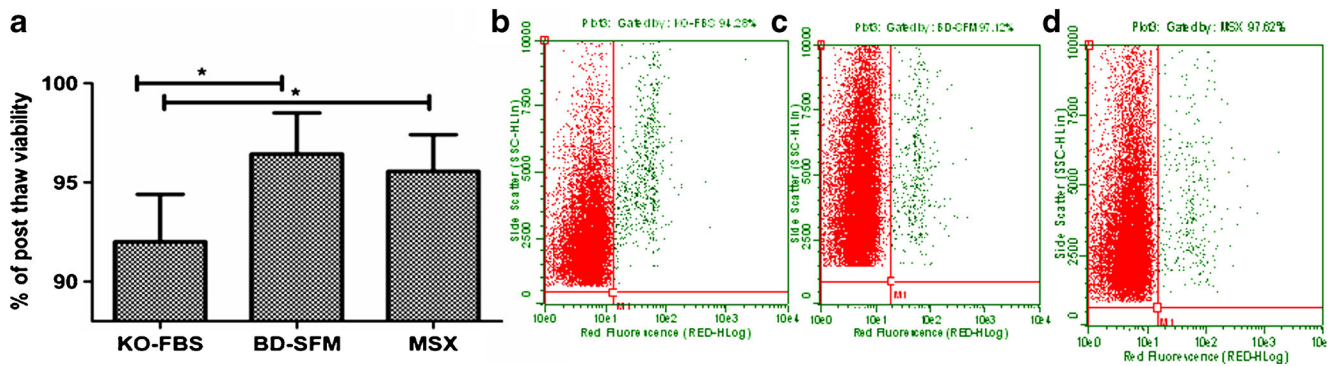 a
% of post thaw viability
100
95
90
*
*
KO-FBS BD-SFM MSX
b
Plot3: Gated by: KO-FBS 94.28%
Side Scatter (SSC-HLin)
10000
7500
5000
2500
0
10e0 10e1 10e2 10e3 10e4
Red Fluorescence (RED-HLog)
c
Plot3: Gated by: BD-SFM 97.12%
Side Scatter (SSC-HLin)
10000
7500
5000
2500
0
M1
10e0 10e1 10e2 10e3 10e4
Red Fluorescence (RED-HLog)
d
Plot3: Gated by: MSX 97.62%
Side Scatter (SSC-HLin)
10000
7500
5000
2500
0
M1
10e0 10e1 10e2 10e3
Red Fluorescence (RED-HLog)